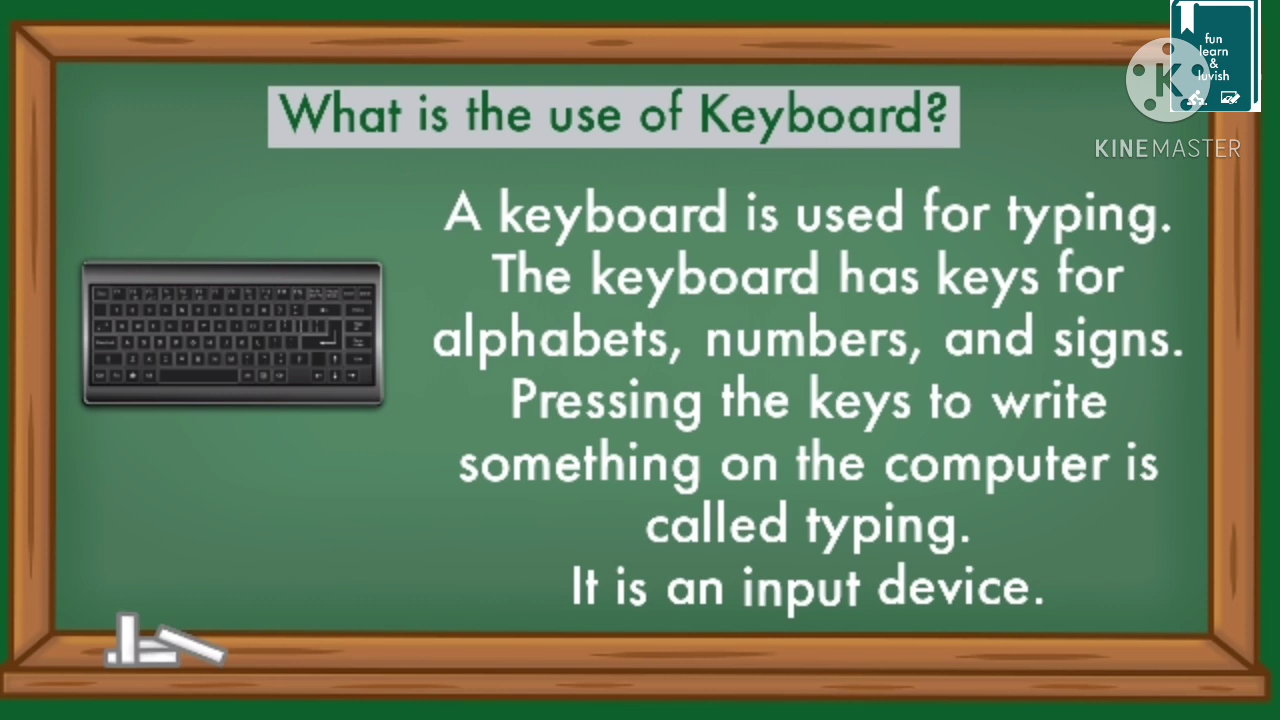 fun
learn
&
luvish
K
KINEMASTER
What is the use of Keyboard?
A keyboard is used for typing.
The keyboard has keys for
alphabets, numbers, and signs.
Pressing the keys to write
something on the computer is
called typing.
It is an input device.